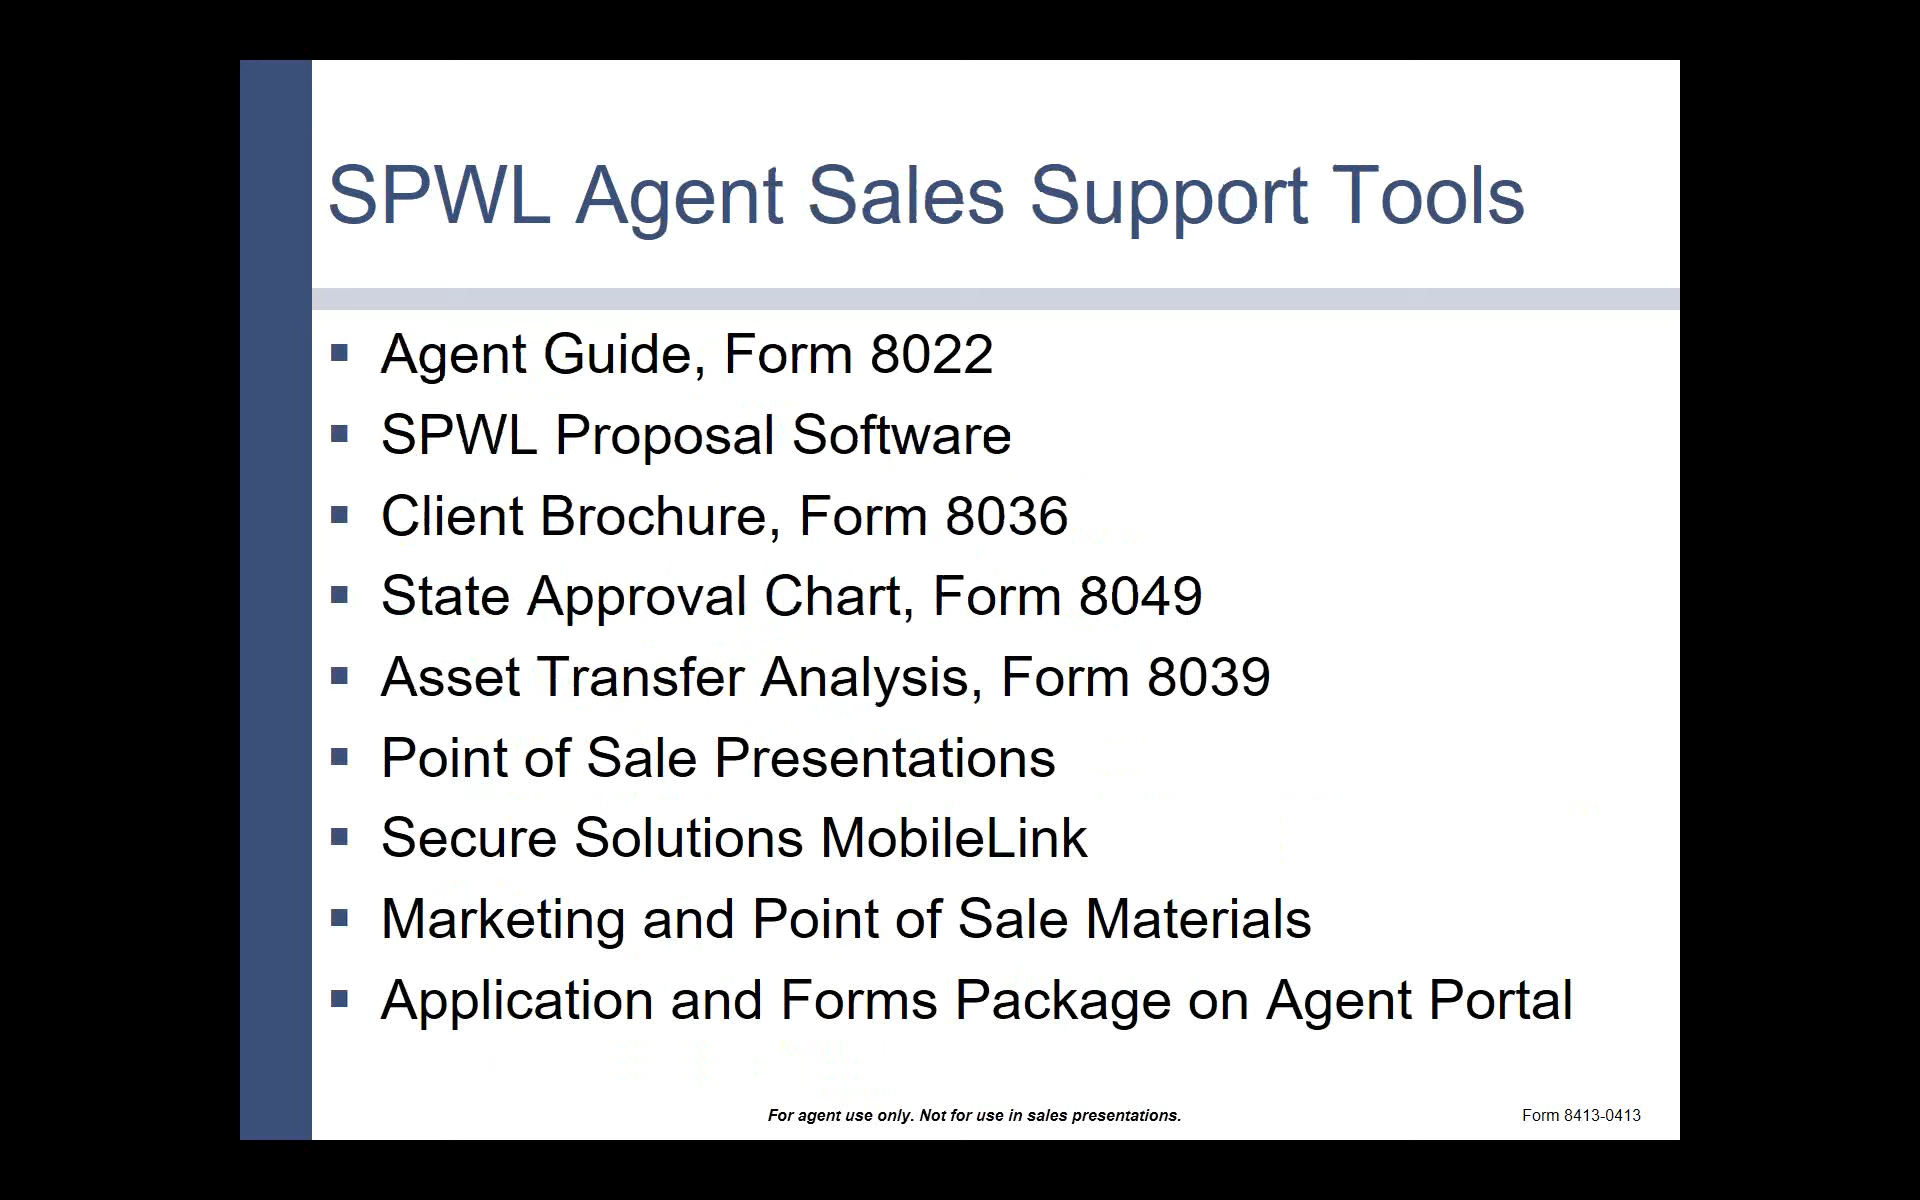 SPWL Agent Sales Support Tools
Agent Guide, Form 8022
SPWL Proposal Software
Client Brochure, Form 8036
State Approval Chart, Form 8049
Asset Transfer Analysis, Form 8039
Point of Sale Presentations
Secure Solutions MobileLink
Marketing and Point of Sale Materials
Application and Forms Package on Agent Portal
For agent use only. Not for use in sales presentations.
Form 8413-0413